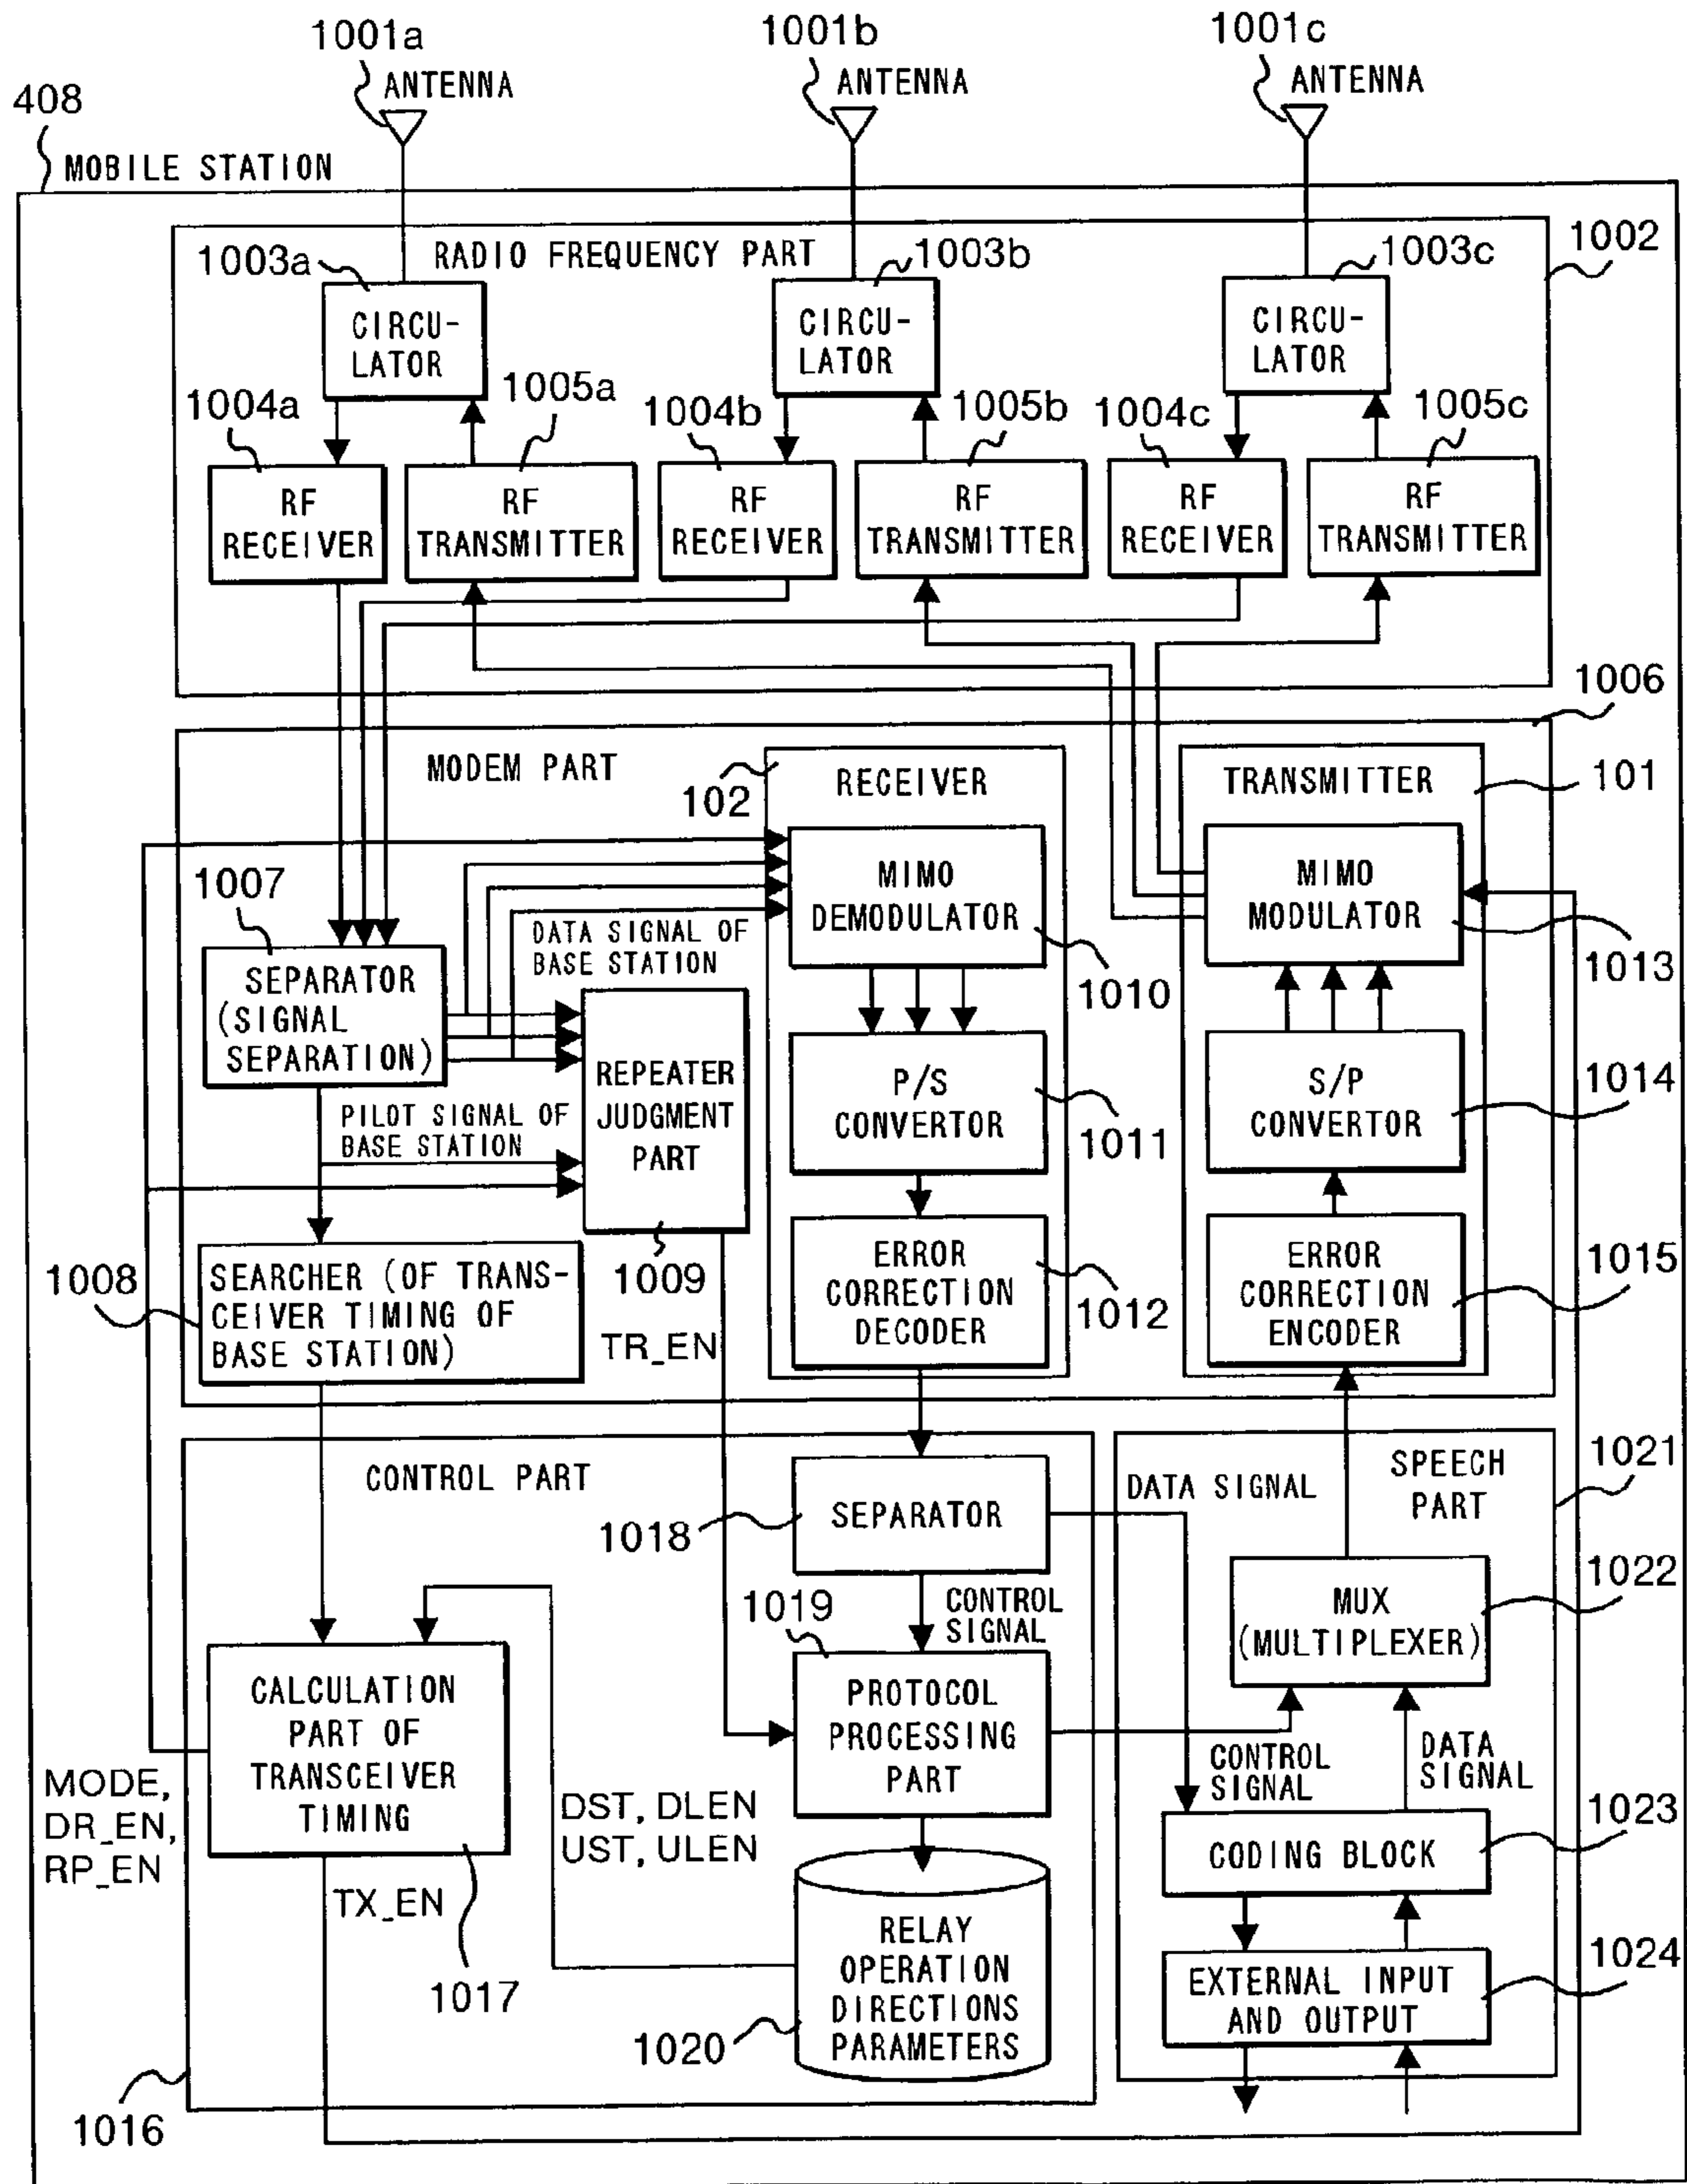 1001a
1001b
1001c
ANTENNA
ANTENNA
ANTENNA
408
MOBILE STATION
RADIO FREQUENCY PART
1002
1003a
1003b
1003c
CIRCU-
LATOR
CIRCU-
LATOR
CIRCU-
LATOR
1004a
1005a
1004b
1005b
1004c
1005c
RF
RECEIVER
RF
TRANSMITTER
RF
RECEIVER
RF
TRANSMITTER
RF
RECEIVER
RF
TRANSMITTER
1006
MODEM PART
102
RECEIVER
TRANSMITTER
101
MIMO
DEMODULATOR
1010
MIMO
MODULATOR
1013
1007
SEPARATOR
(SIGNAL
SEPARATION)
DATA SIGNAL OF
BASE STATION
REPEATER
JUDGMENT
PART
1009
PILOT SIGNAL OF
BASE STATION
P/S
CONVERTOR
1011
S/P
CONVERTOR
1014
1008
SEARCHER (OF TRANS-
CEIVER TIMING OF
BASE STATION)
TR_EN
ERROR
CORRECTION
DECODER
1012
ERROR
CORRECTION
ENCODER
1015
CONTROL PART
1018
SEPARATOR
DATA SIGNAL
SPEECH
PART
1021
1019
CONTROL
SIGNAL
MUX
(MULTIPLEXER)
1022
CALCULATION
PART OF
TRANSCEIVER
TIMING
PROTOCOL
PROCESSING
PART
CONTROL
SIGNAL
DATA
SIGNAL
MODE,
DR_EN,
RP_EN
DST, DLEN
UST, ULEN
CODING BLOCK
1023
TX_EN
1017
RELAY
OPERATION
DIRECTIONS
PARAMETERS
1020
EXTERNAL INPUT
AND OUTPUT
1024
1016